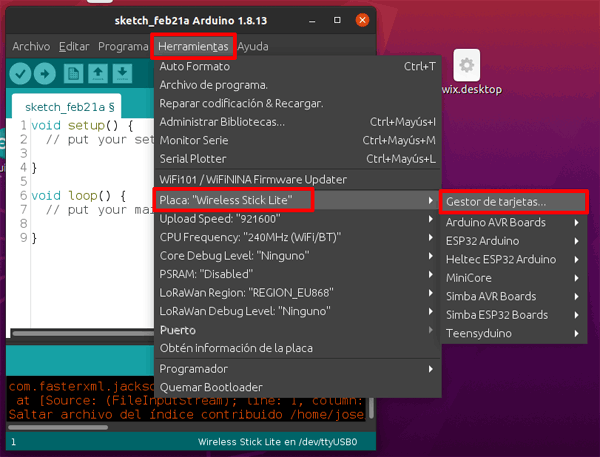 sketch_feb21a Arduino 1.8.13
Archivo Editar Programa Herramientas Ayuda
sketch_feb21a §
1 void setup() {
2 // put your set
3
4 }
5
6 void loop() {
7 // put your mai
8
9 }
Auto Formato Ctrl+T
Archivo de programa.
Reparar codificación & Recargar.
Administrar Bibliotecas... Ctrl+Mayús+I
Monitor Serie Ctrl+Mayús+M
Serial Plotter Ctrl+Mayús+L
WiFi101 / WiFiNINA Firmware Updater
Placa: "Wireless Stick Lite"
Upload Speed: "921600"
CPU Frequency: "240MHz (WiFi/BT)"
Core Debug Level: "Ninguno"
PSRAM: "Disabled"
LoRaWan Region: "REGION_EU868"
LoRaWan Debug Level: "Ninguno"
Puerto
Obtén información de la placa
Programador
Quemar Bootloader
Gestor de tarjetas...
Arduino AVR Boards
ESP32 Arduino
Heltec ESP32 Arduino
MiniCore
Simba AVR Boards
Simba ESP32 Boards
Teensyduino
wix.desktop
com.fasterxml.jackso
at [Source: (FileInputStream); line: 1, column:
Saltar archivo del índice contribuido /home/jose
1 Wireless Stick Lite en /dev/ttyUSB0